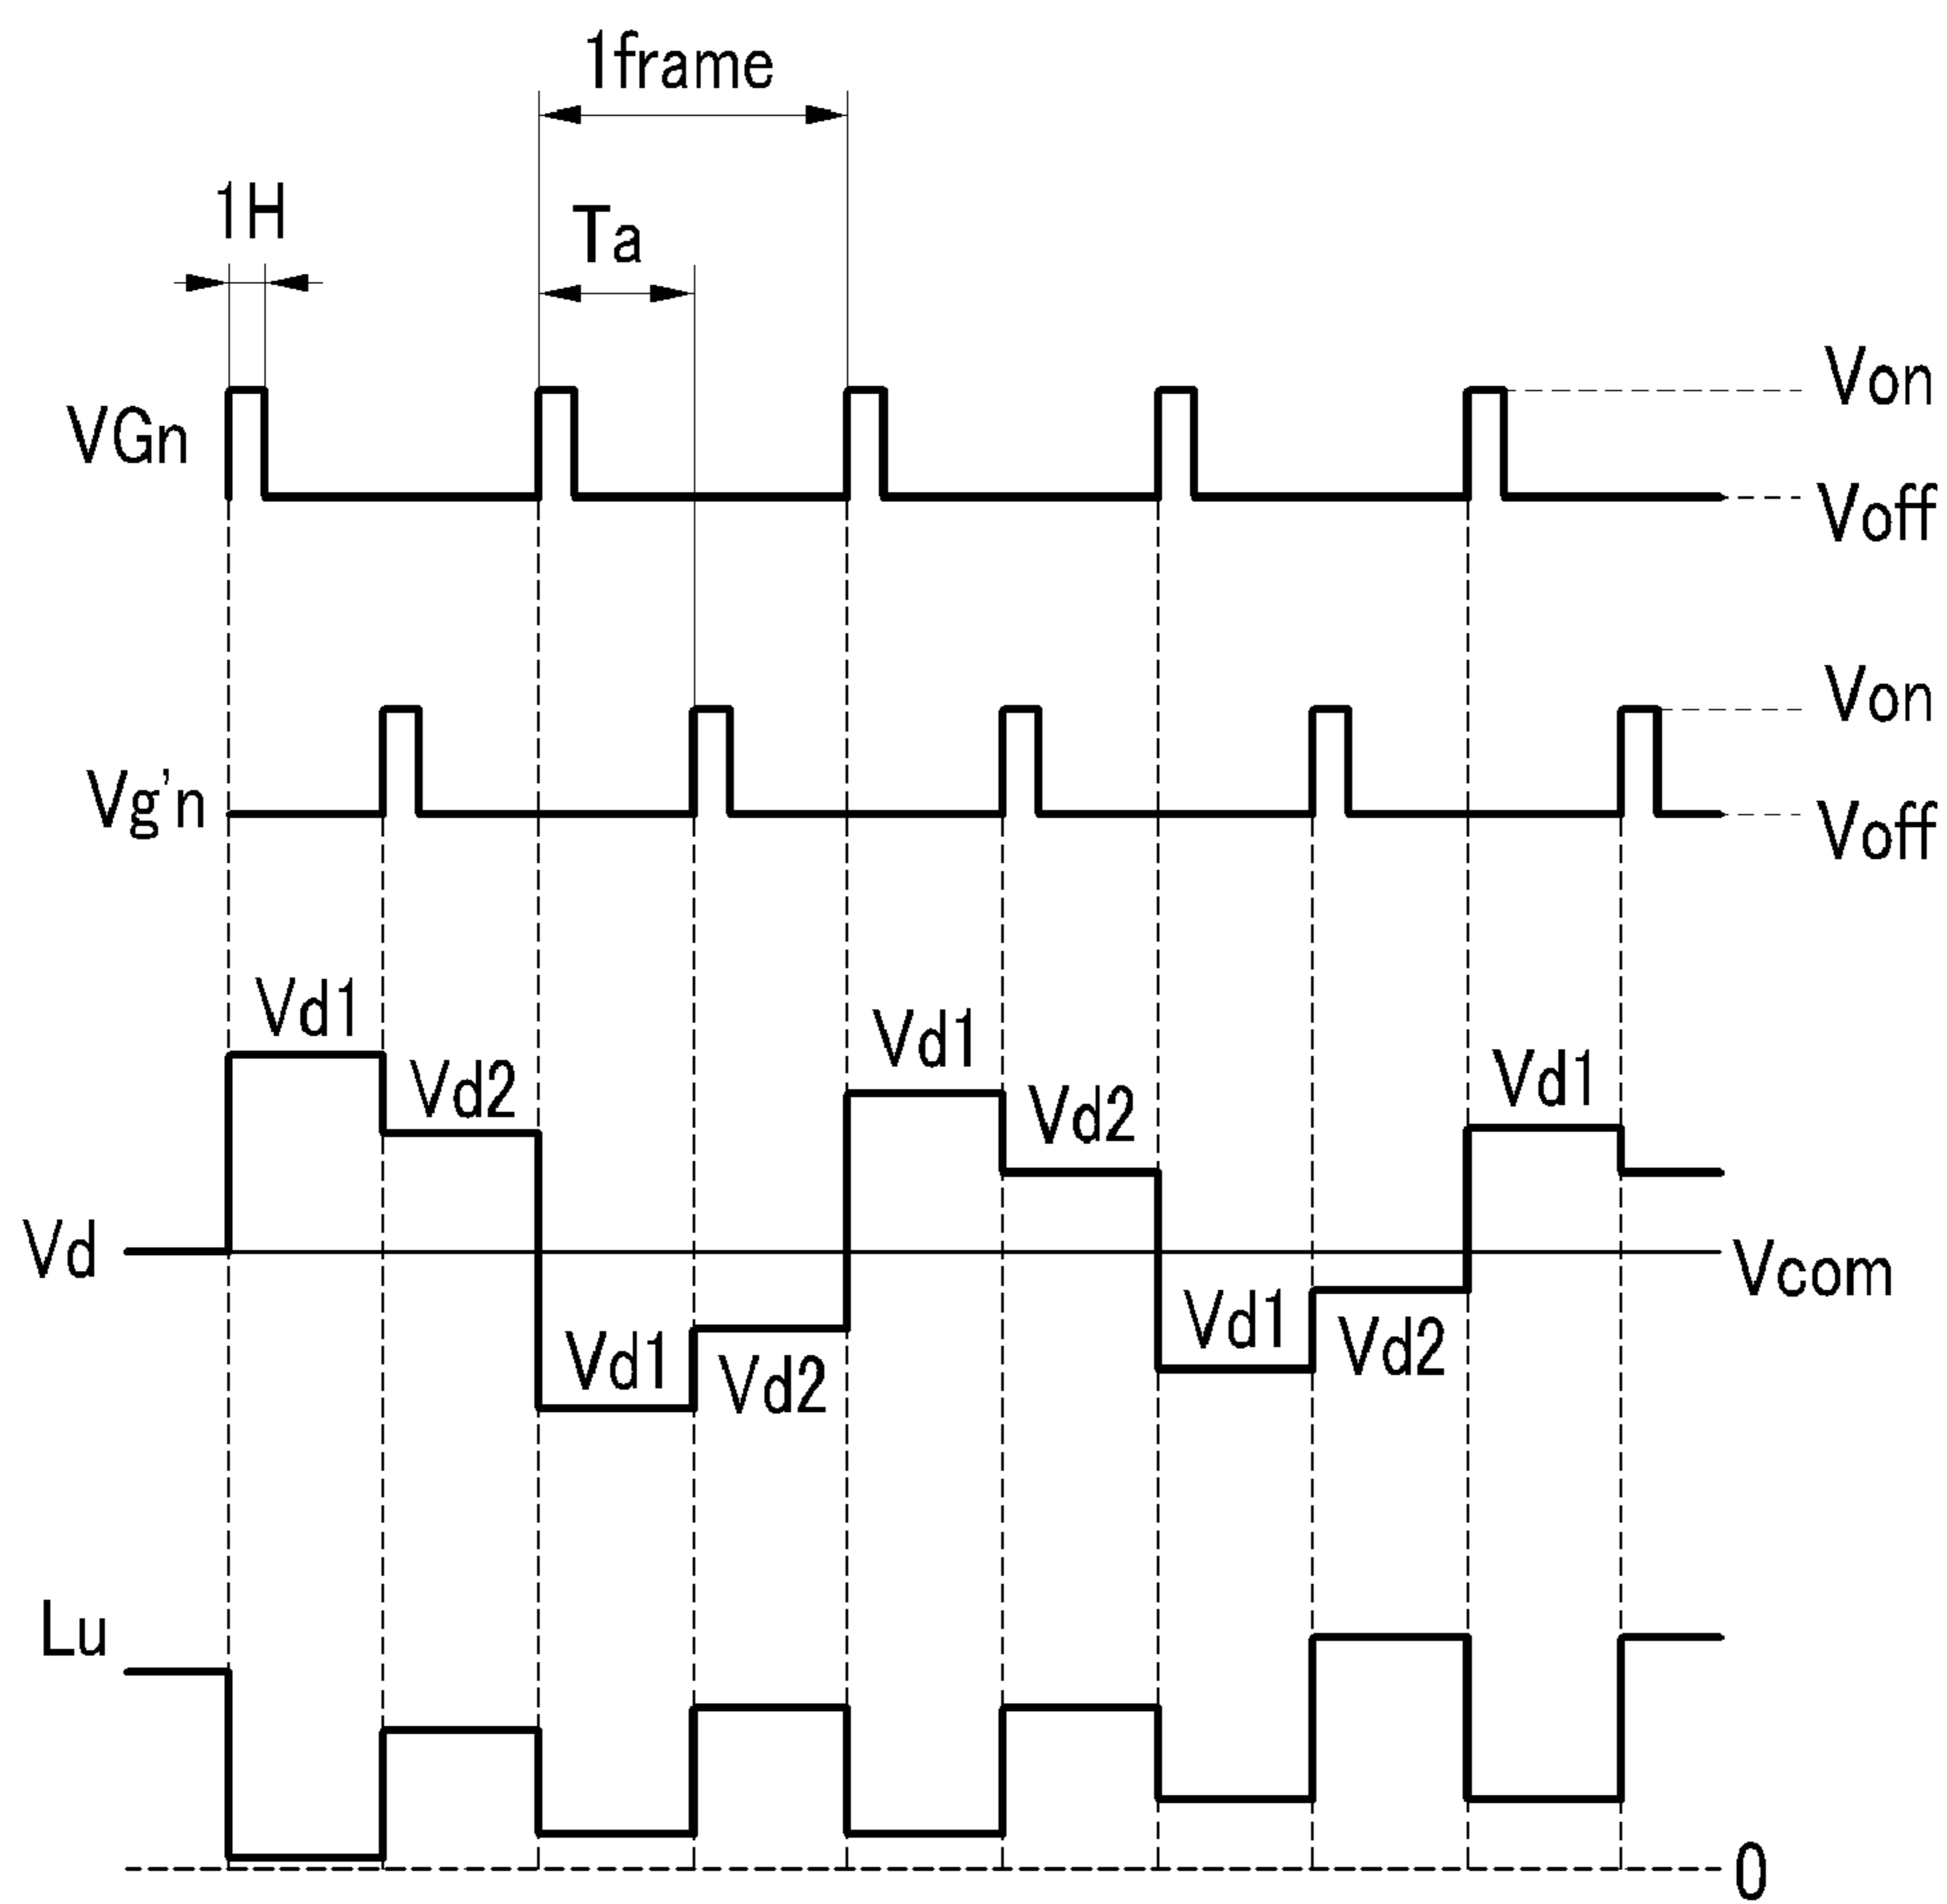 1frame
1H
Ta
VGn
Von
Voff
Vg'n
Von
Voff
Vd1
Vd2
Vd1
Vd2
Vd1
Vd
Vcom
Vd1
Vd2
Vd1
Vd2
Lu
0